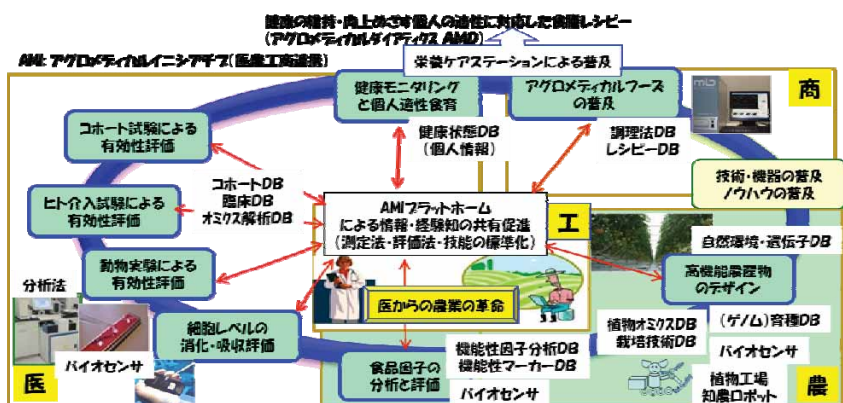 健康の維持・向上めざす個人の適性に対応した食膳レシピー
(アグロメディカルダイアティクス AMD)
AMI: アグロメディカルイニシアチブ(医農工商連携)
栄養ケアステーションによる普及
健康モニタリング
と個人適性食育
アグロメディカルフーズ
の普及
商
コホート試験による
有効性評価
健康状態DB
(個人情報)
調理法DB
レシピーDB
技術・機器の普及
ノウハウの普及
ヒト介入試験による
有効性評価
コホートDB
臨床DB
オミクス解析DB
AMIプラットホーム
による情報・経験知の共有促進
(測定法・評価法・技能の標準化)
工
自然環境・遺伝子DB
動物実験による
有効性評価
高機能農産物
のデザイン
分析法
医からの農業の革命
細胞レベルの
消化・吸収評価
植物オミクスDB
栽培技術DB
(ゲノム)育種DB
バイオセンサ
バイオセンサ
食品因子の
分析と評価
機能性因子分析DB
機能性マーカーDB
バイオセンサ
植物工場
知農ロボット
医
農